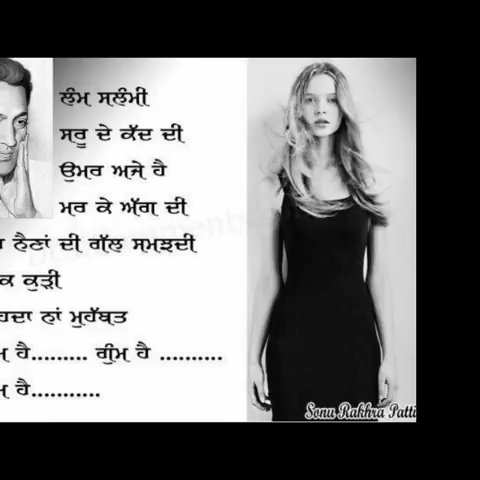 ਲੰਮ ਸਲੰਮੀ
ਸਰੂ ਦੇ ਕੱਦ ਦੀ
ਉਮਰ ਅਜੇ ਹੈ
ਮਰ ਕੇ ਅੱਗ ਦੀ
ਨੈਣਾਂ ਦੀ ਗੱਲ ਸਮਝਦੀ
ਕੁੜੀ
ਨਾਂ ਮੁਹੱਬਤ
ਹੈ......... ਗੁੰਮ ਹੈ ..........
ਹੈ...........
Sonu Rakhra Patti